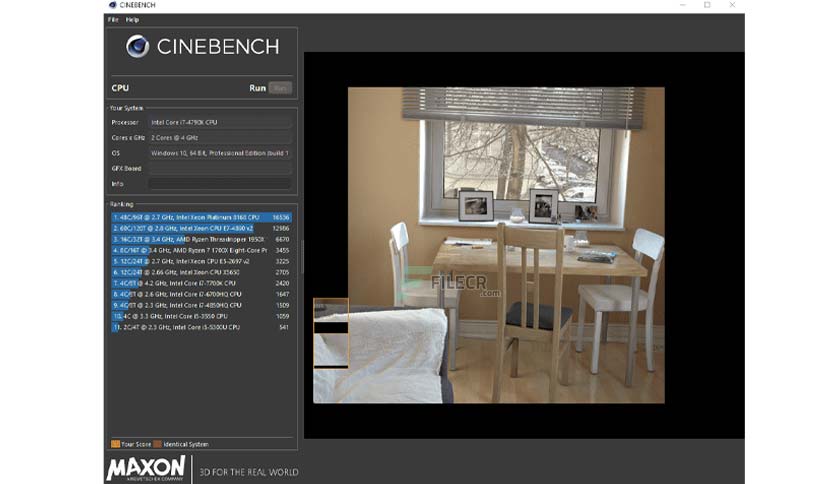 CINEBENCH
File Help
CINEBENCH
CPU Run Run
Your System
Processor Intel Core i7-4790K CPU
Cores x GHz 2 Cores @ 4 GHz
OS Windows 10, 64 Bit, Professional Edition (build 1
GFX Board
Info
Ranking
1. 48C/96T @ 2.7 GHz, Intel Xeon Platinum 8168 CPU 16536
2. 60C/120T @ 2.8 GHz, Intel Xeon CPU E7-4890 v2 12986
3. 16C/32T @ 3.4 GHz, AMD Ryzen Threadripper 1950X 6670
4. 8C/16T @ 3.4 GHz, AMD Ryzen 7 1700X Eight-Core Pr 3455
5. 12C/24T @ 2.7 GHz, Intel Xeon CPU E5-2697 v2 3225
6. 12C/24T @ 2.66 GHz, Intel Xeon CPU X5650 2705
7. 4C/8T @ 4.2 GHz, Intel Core i7-7700K CPU 2420
8. 4C/8T @ 2.6 GHz, Intel Core i7-6700HQ CPU 1647
9. 4C/8T @ 2.3 GHz, Intel Core i7-4850HQ CPU 1509
10. 4C @ 3.3 GHz, Intel Core i5-3550 CPU 1059
11. 2C/4T @ 2.3 GHz, Intel Core i5-5300U CPU 541
FILECR
.com
Your Score Identical System
MAXON
A NEMETSCHEK COMPANY
3D FOR THE REAL WORLD